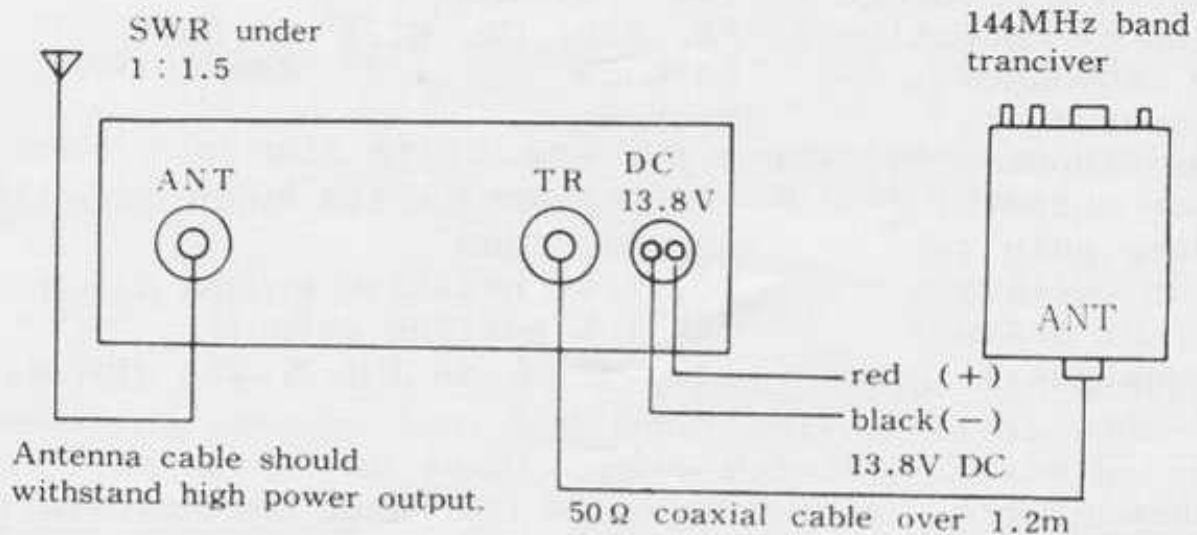 SWR under
1 : 1.5
144MHz band
tranciver
ANT
TR
DC
13.8V
ANT
red (+)
black(−)
13.8V DC
Antenna cable should
withstand high power output.
50Ω coaxial cable over 1.2m